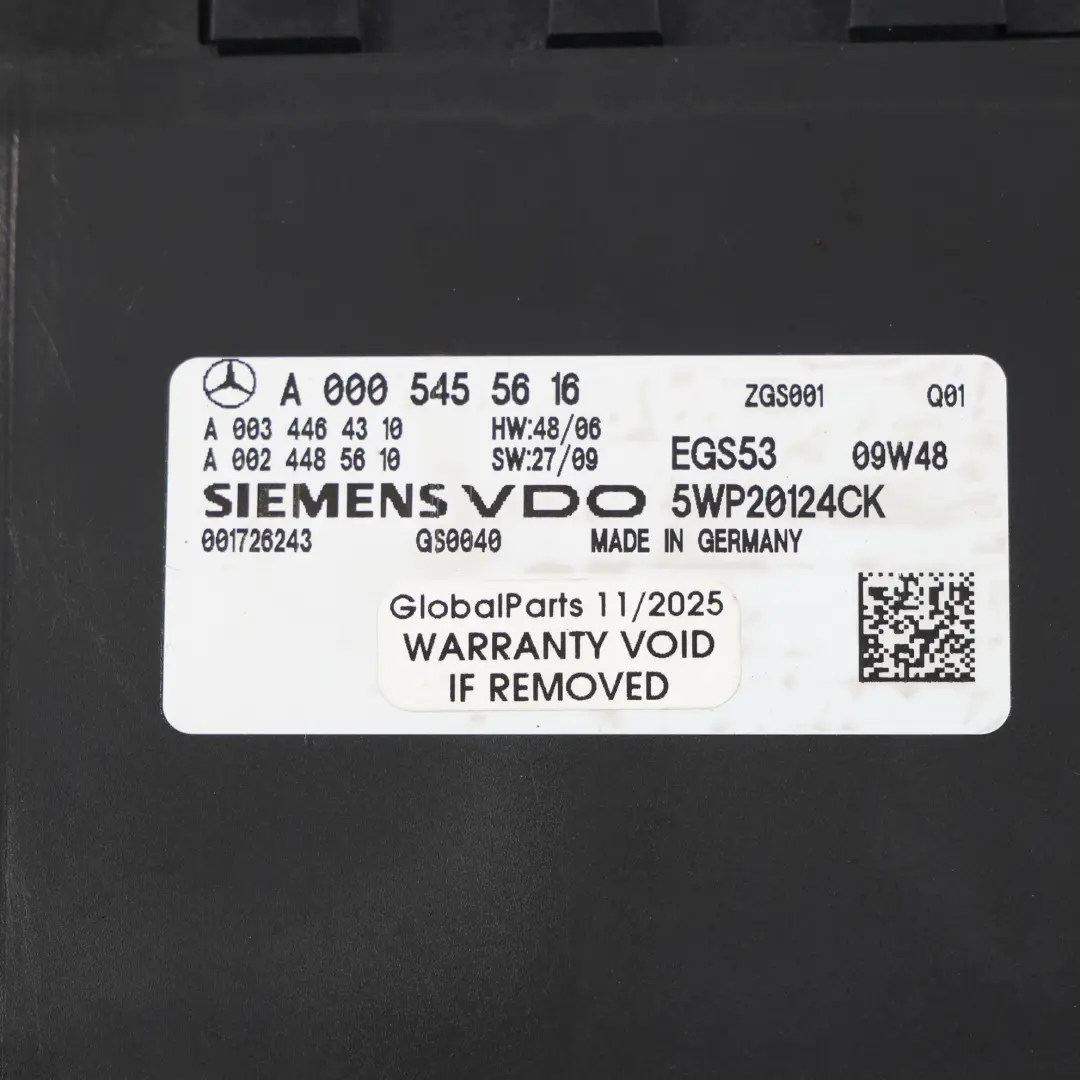 A 000 545 56 16 ZGS001 Q01
A 003 446 43 10 HW:48/06
A 002 448 56 10 SW:27/09 EGS53 09W48
SIEMENS VDO 5WP20124CK
001726243 QS0040 MADE IN GERMANY
GlobalParts 11/2025
WARRANTY VOID
IF REMOVED